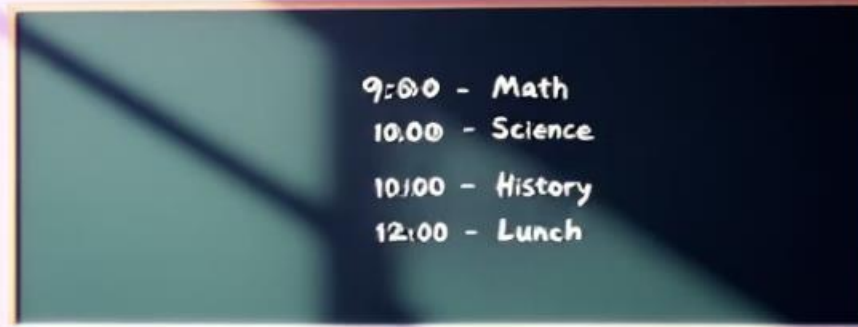 9:00 - Math
10.00 - Science
10:00 - History
12:00 - Lunch